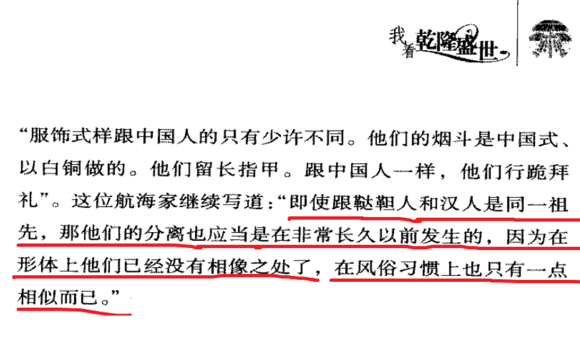 我看乾隆盛世
“服饰式样跟中国人的只有少许不同。他们的烟斗是中国式、
以白铜做的。他们留长指甲。跟中国人一样，他们行跪拜
礼”。这位航海家继续写道：“即使跟鞑靼人和汉人是同一祖
先，那他们的分离也应当是在非常长久以前发生的，因为在
形体上他们已经没有相像之处了，在风俗习惯上也只有一点
相似而已。”